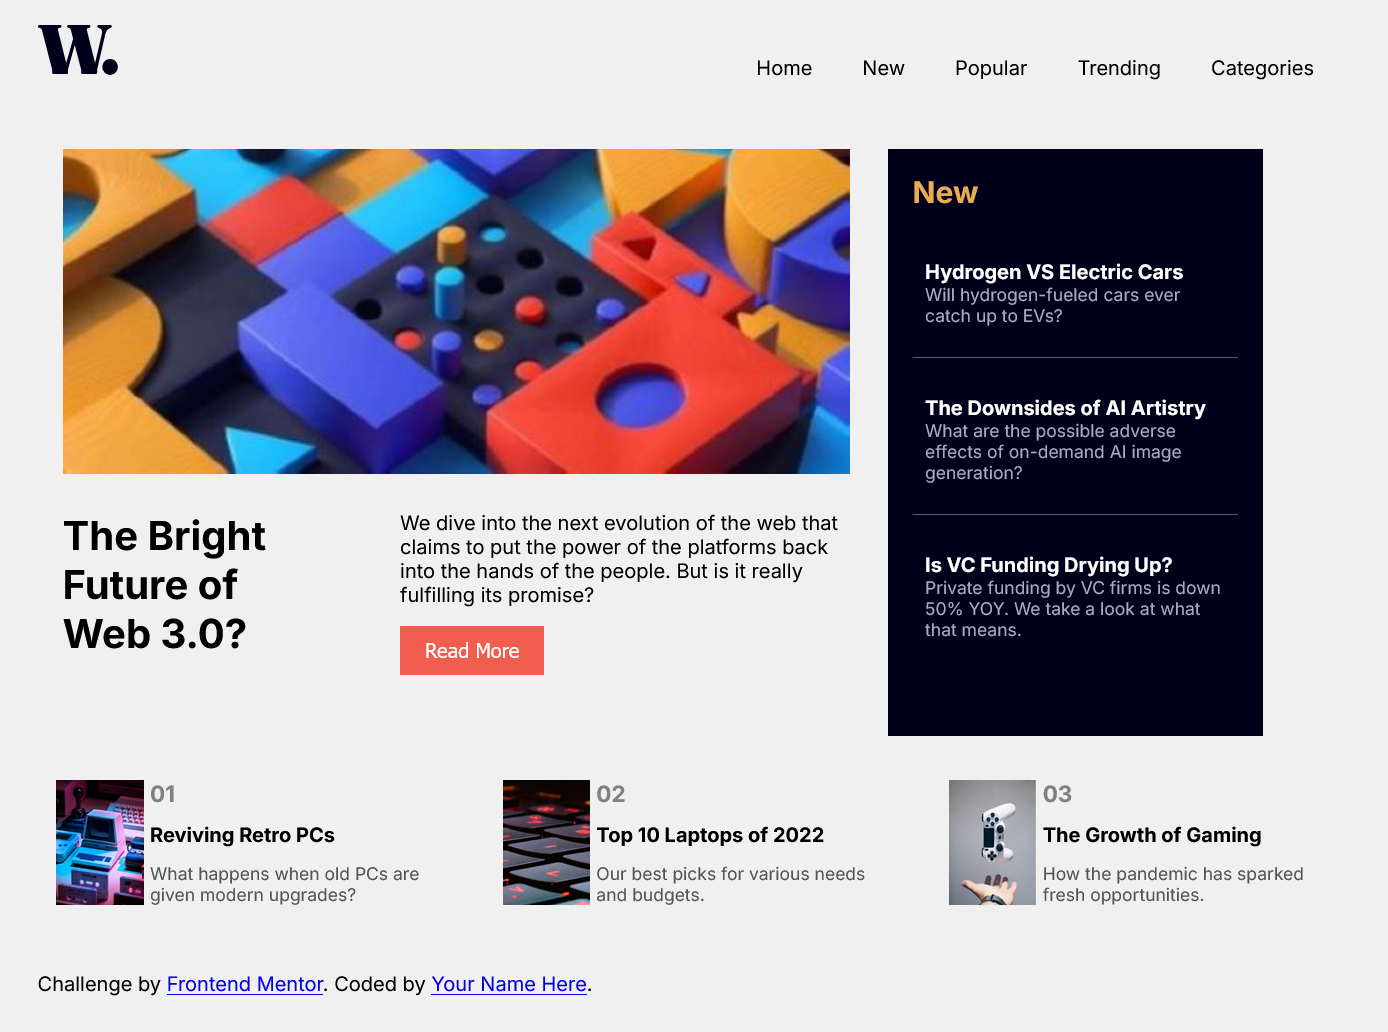 W.
Home New Popular Trending Categories
New
Hydrogen VS Electric Cars
Will hydrogen-fueled cars ever
catch up to EVs?
The Downsides of AI Artistry
What are the possible adverse
effects of on-demand AI image
generation?
Is VC Funding Drying Up?
Private funding by VC firms is down
50% YOY. We take a look at what
that means.
The Bright
Future of
Web 3.0?
We dive into the next evolution of the web that
claims to put the power of the platforms back
into the hands of the people. But is it really
fulfilling its promise?
Read More
01
Reviving Retro PCs
What happens when old PCs are
given modern upgrades?
02
Top 10 Laptops of 2022
Our best picks for various needs
and budgets.
03
The Growth of Gaming
How the pandemic has sparked
fresh opportunities.
Challenge by Frontend Mentor. Coded by Your Name Here.